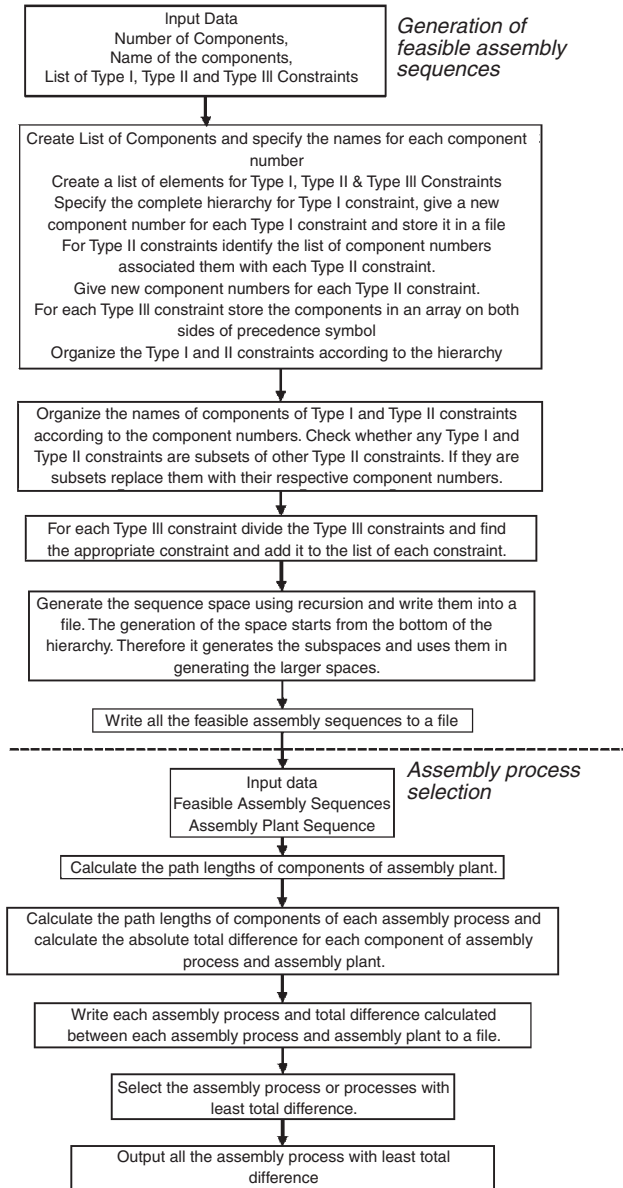 Input Data
Number of Components,
Name of the components,
List of Type I, Type II and Type III Constraints
Generation of
feasible assembly
sequences
Create List of Components and specify the names for each component
number
Create a list of elements for Type I, Type II & Type III Constraints
Specify the complete hierarchy for Type I constraint, give a new
component number for each Type I constraint and store it in a file
For Type II constraints identify the list of component numbers
associated them with each Type II constraint.
Give new component numbers for each Type II constraint.
For each Type III constraint store the components in an array on both
sides of precedence symbol
Organize the Type I and II constraints according to the hierarchy
Organize the names of components of Type I and Type II constraints
according to the component numbers. Check whether any Type I and
Type II constraints are subsets of other Type II constraints. If they are
subsets replace them with their respective component numbers.
For each Type III constraint divide the Type III constraints and find
the appropriate constraint and add it to the list of each constraint.
Generate the sequence space using recursion and write them into a
file. The generation of the space starts from the bottom of the
hierarchy. Therefore it generates the subspaces and uses them in
generating the larger spaces.
Write all the feasible assembly sequences to a file
Assembly process
selection
Input data
Feasible Assembly Sequences
Assembly Plant Sequence
Calculate the path lengths of components of assembly plant.
Calculate the path lengths of components of each assembly process and
calculate the absolute total difference for each component of assembly
process and assembly plant.
Write each assembly process and total difference calculated
between each assembly process and assembly plant to a file.
Select the assembly process or processes with
least total difference.
Output all the assembly process with least total
difference